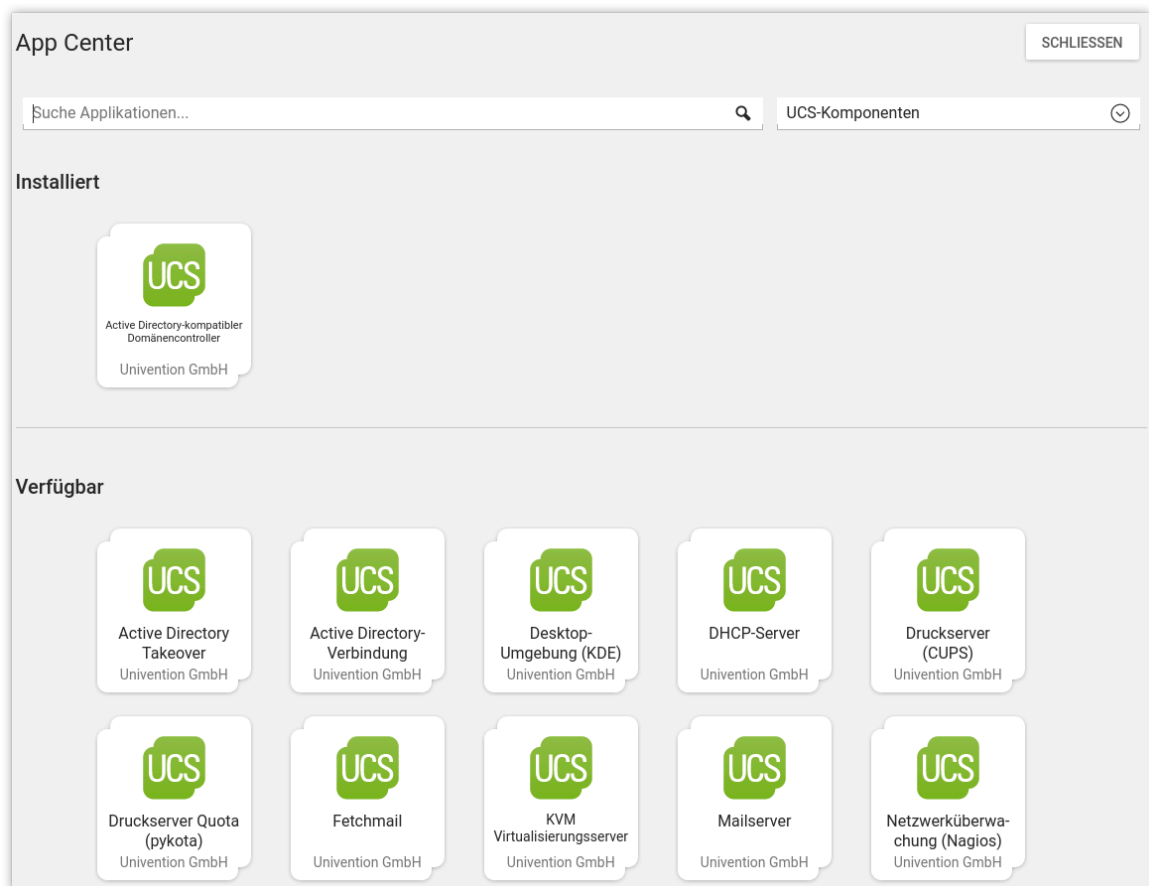 App Center
SCHLIESSEN
Suche Applikationen...
UCS-Komponenten
Installiert
UCS
Active Directory-kompatibler
Domänencontroller
Univention GmbH
Verfügbar
UCS
Active Directory
Takeover
Univention GmbH
UCS
Active Directory-
Verbindung
Univention GmbH
UCS
Desktop-
Umgebung (KDE)
Univention GmbH
UCS
DHCP-Server
Univention GmbH
UCS
Druckserver
(CUPS)
Univention GmbH
UCS
Druckserver Quota
(pykota)
Univention GmbH
UCS
Fetchmail
Univention GmbH
UCS
KVM
Virtualisierungsserver
Univention GmbH
UCS
Mailserver
Univention GmbH
UCS
Netzwerküberwa-
chung (Nagios)
Univention GmbH